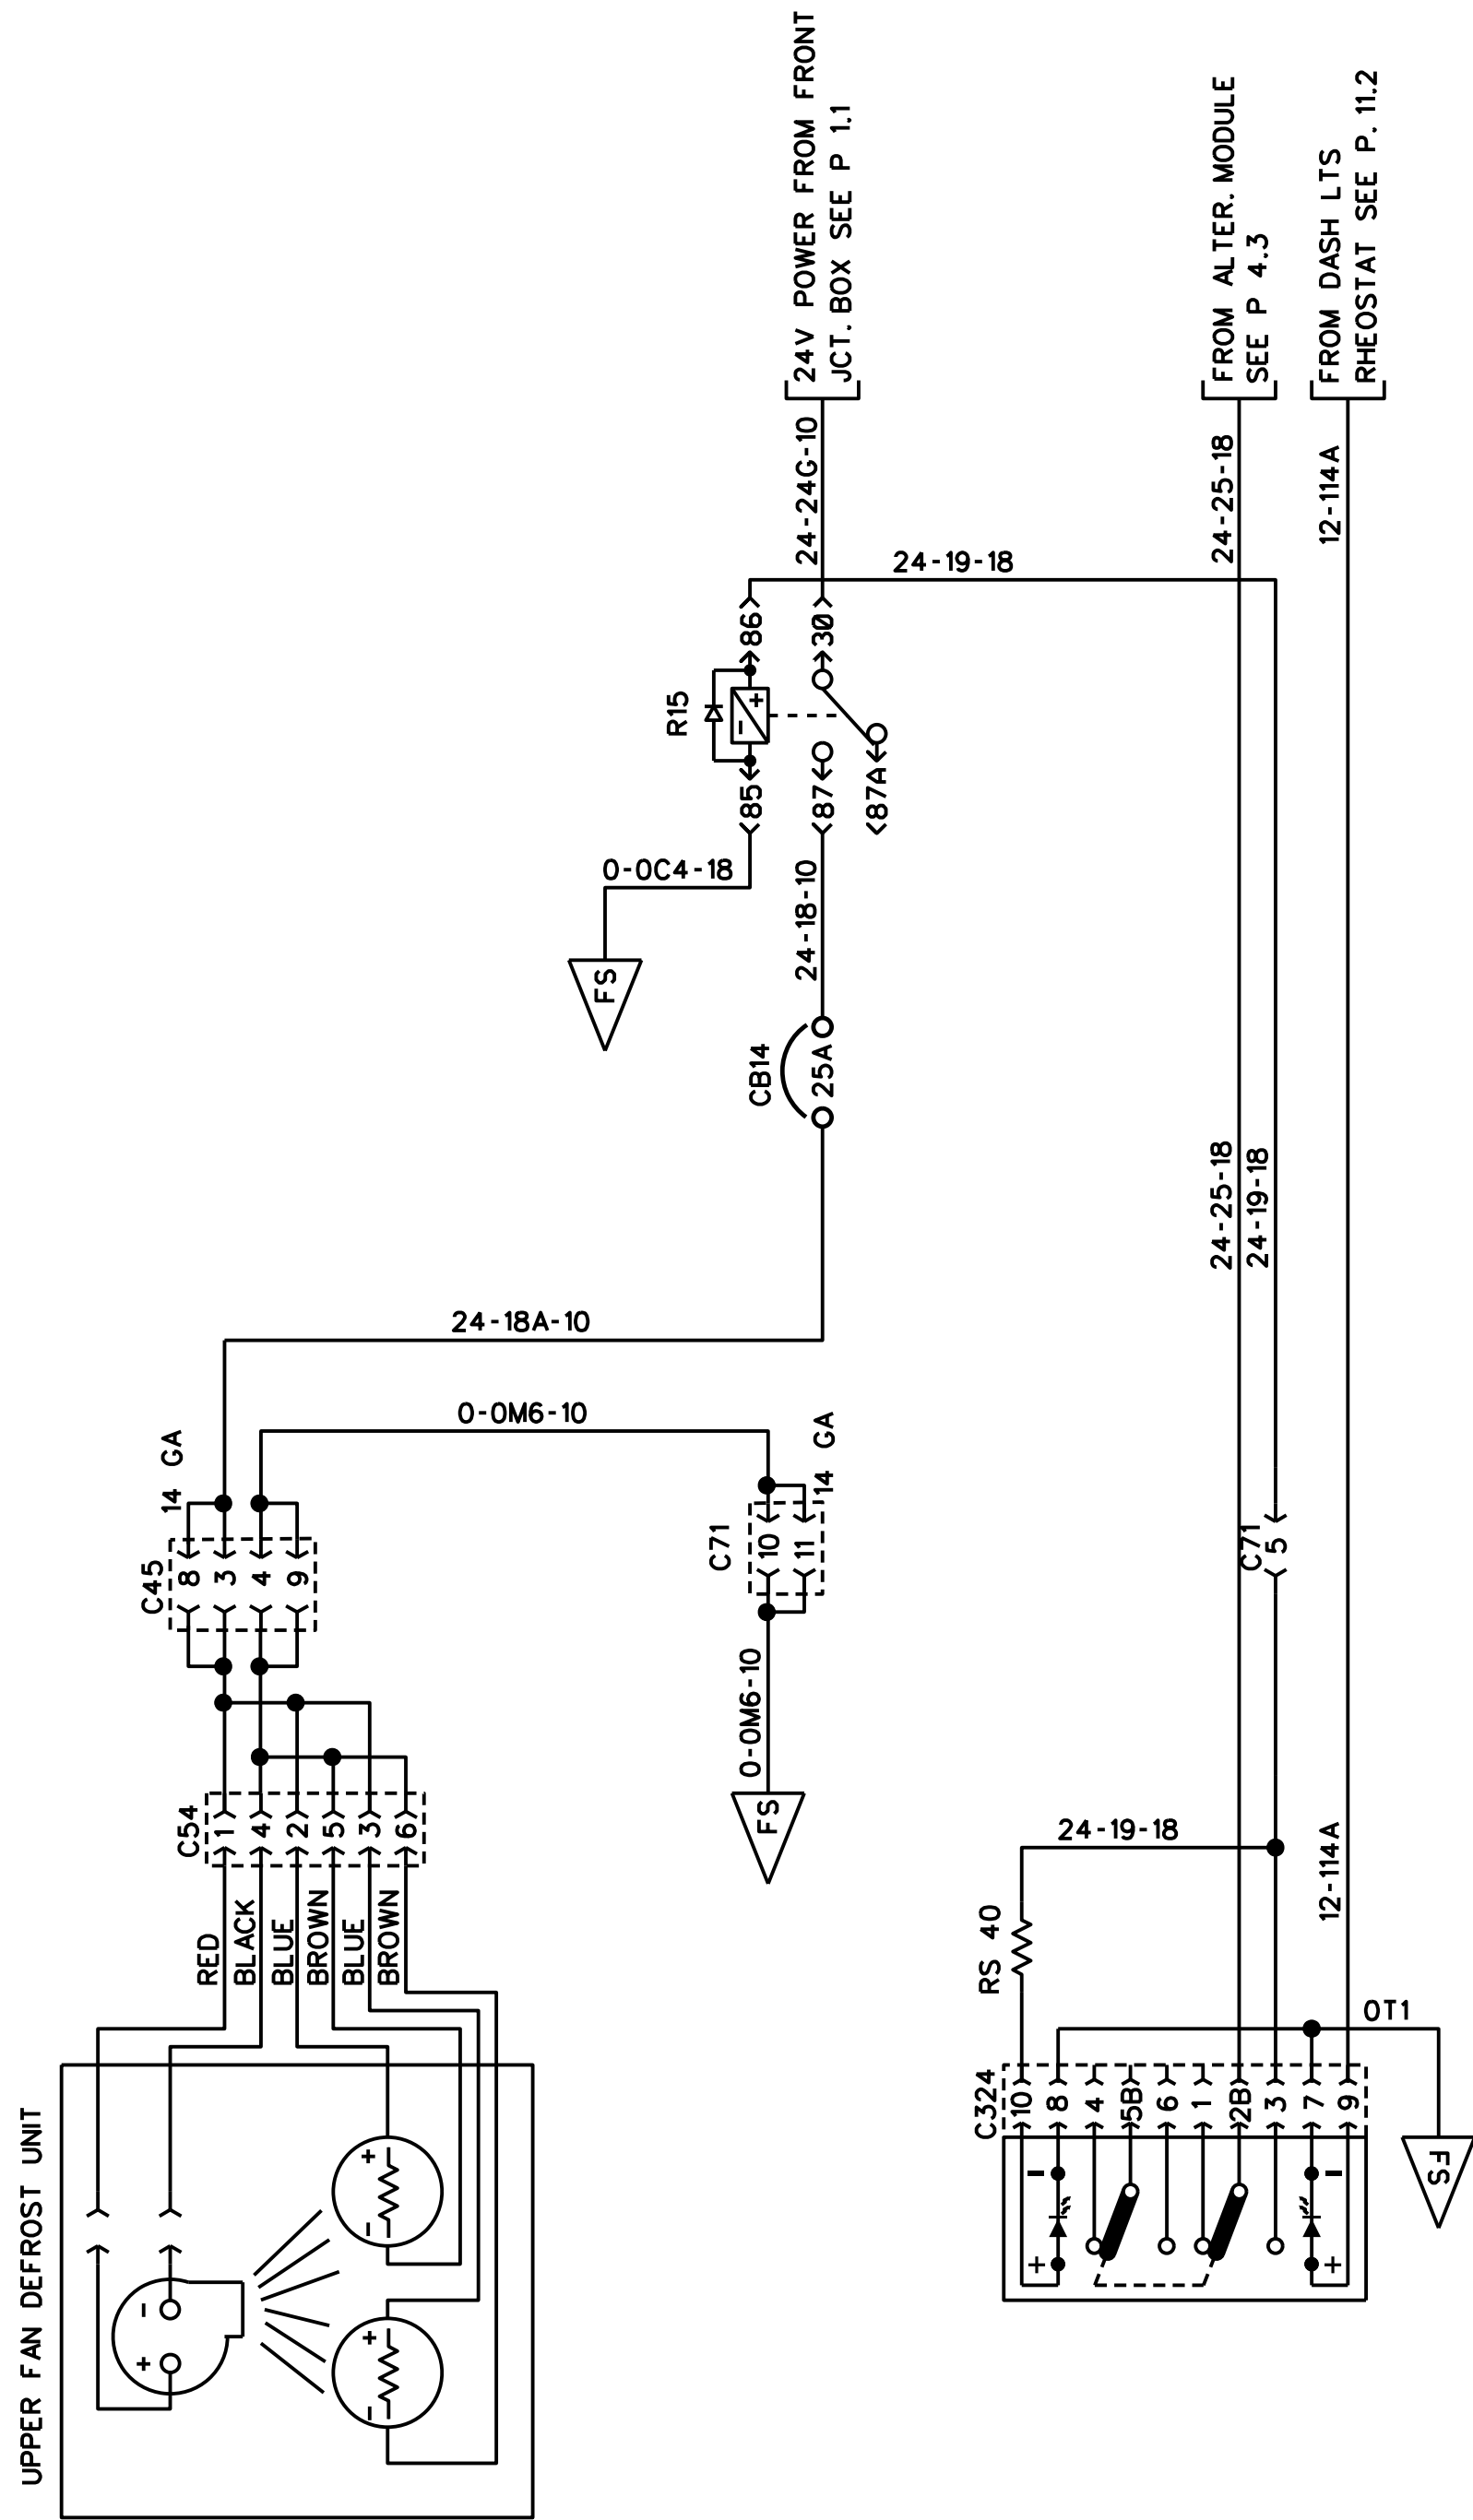 24V POWER FROM FRONT
JCT. BOX SEE P 1.1
FROM ALTER. MODULE
SEE P 4.3
FROM DASH LTS
RHEOSTAT SEE P. 11.2
24-24G-10
24-25-18
12-114A
24-19-18
86
30
R15
85
87
87A
0-0C4-18
24-18-10
FS
CB14
25A
24-25-18
24-19-18
24-18A-10
0-0M6-10
14 GA
14 GA
C45
8
3
4
9
C71
10
11
C71
5
0-0M6-10
FS
C54
1
4
2
5
3
6
RED
BLACK
BLUE
BROWN
BLUE
BROWN
24-19-18
12-114A
RS 40
0T1
C324
10
8
4
5B
6
1
2B
3
7
9
FS
UPPER FAN DEFROST UNIT
+
-
+
-
+
-
-
+
-
+
+
-